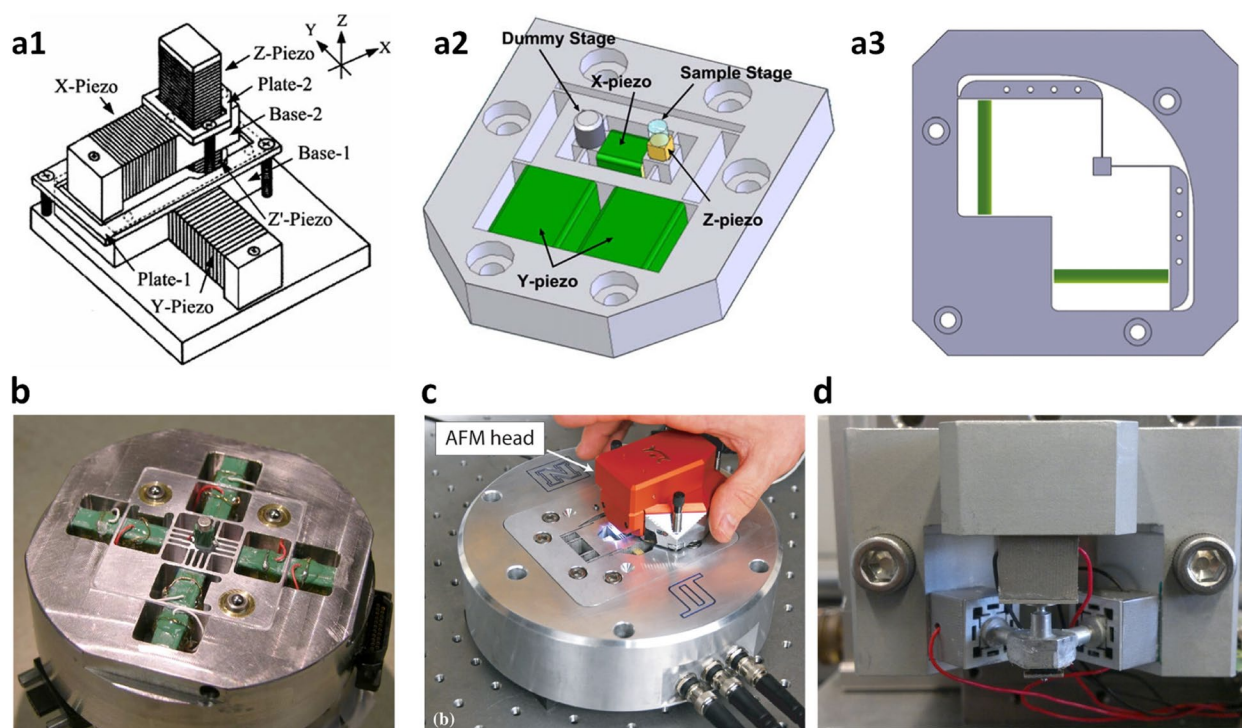 a1
Z
Y
X
Z-Piezo
Plate-2
X-Piezo
Base-2
Base-1
Z'-Piezo
Plate-1
Y-Piezo
a2
Dummy Stage
X-piezo
Sample Stage
Z-piezo
Y-piezo
a3
b
c
AFM head
(b)
d